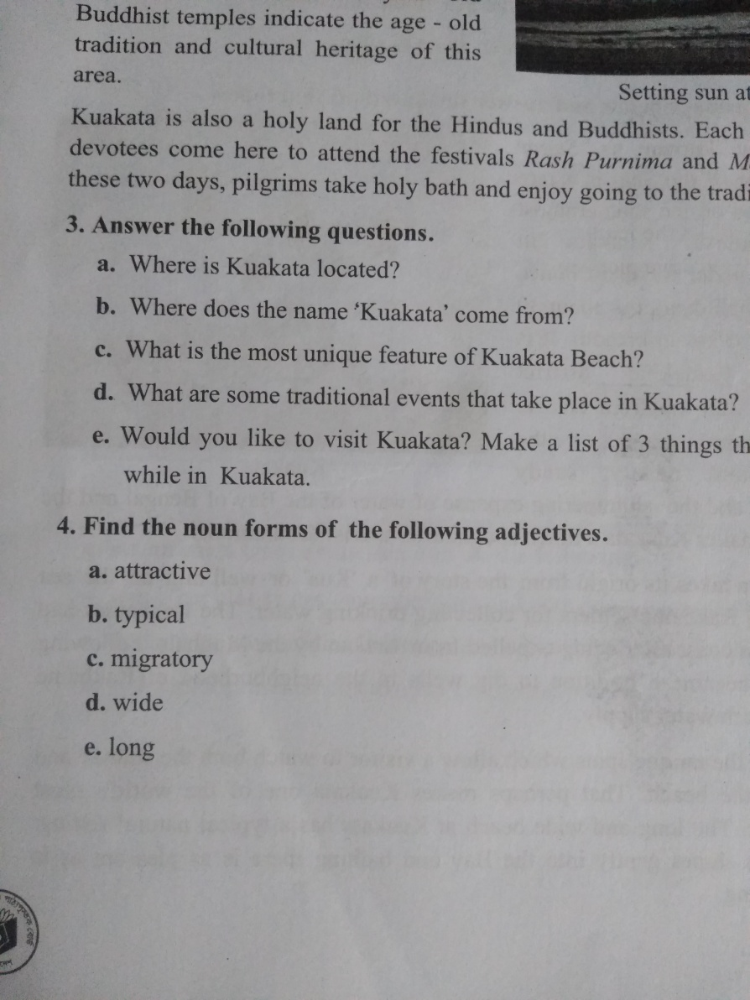 Buddhist temples indicate the age - old
tradition and cultural heritage of this
area.
Setting sun at
Kuakata is also a holy land for the Hindus and Buddhists. Each
devotees come here to attend the festivals Rash Purnima and
these two days, pilgrims take holy bath and enjoy going to the
3. Answer the following questions.
a. Where is Kuakata located?
b. Where does the name ‘Kuakata’ come from?
c. What is the most unique feature of Kuakata Beach?
d. What are some traditional events that take place in Kuakata?
e. Would you like to visit Kuakata? Make a list of 3 things
while in Kuakata.
4. Find the noun forms of the following adjectives.
a. attractive
b. typical
c. migratory
d. wide
e. long